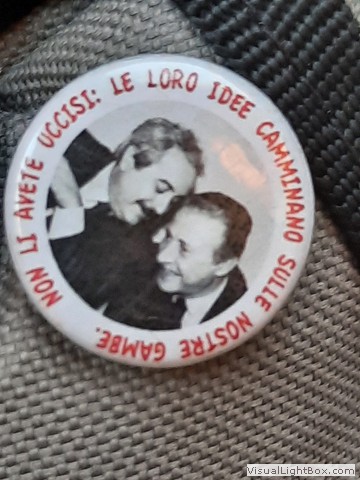 NON LI AVETE UCCISI: LE LORO IDEE CAMMINANO SULLE NOSTRE GAMBE.
VisualLightBox.com